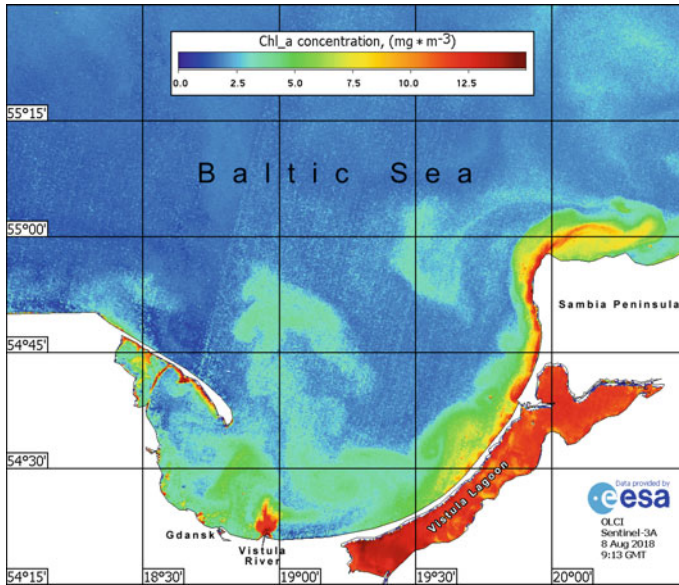 Chl_a concentration, (mg * m-3)
0.0 2.5 5.0 7.5 10.0 12.5
55°15'
Baltic Sea
55°00'
Sambia Peninsula
54°45'
54°30'
Vistula Lagoon
Gdansk
Vistula
River
Data provided by
esa
OLCI
Sentinel-3A
8 Aug 2018
9:13 GMT
54°15'
18°30' 19°00' 19°30' 20°00'